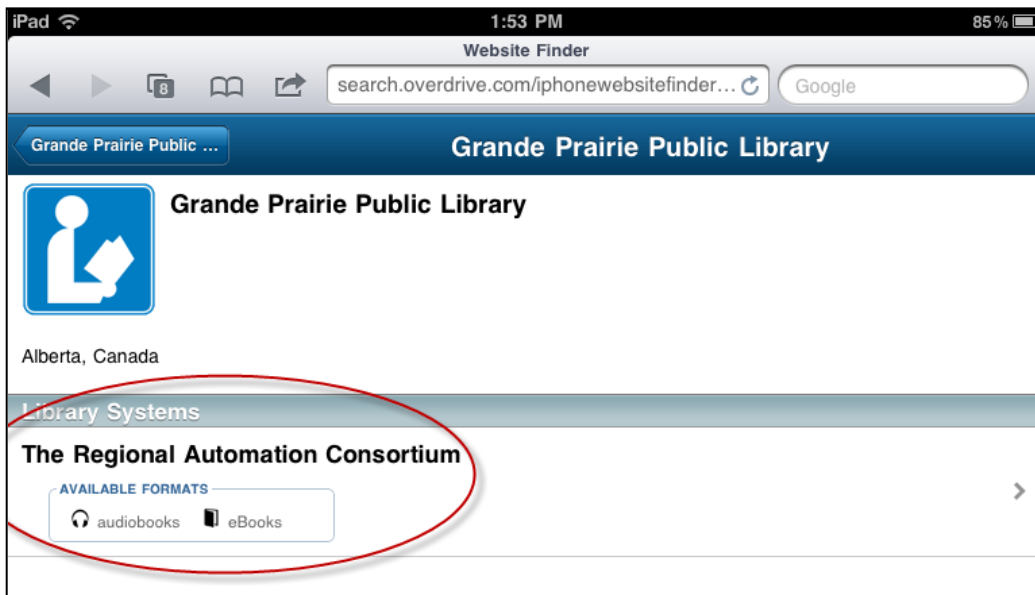 iPad 1:53 PM 85%
Website Finder
8 search.overdrive.com/iphonewebsitefinder... Google
Grande Prairie Public ... Grande Prairie Public Library
Grande Prairie Public Library
Alberta, Canada
Library Systems
The Regional Automation Consortium
AVAILABLE FORMATS
audiobooks eBooks